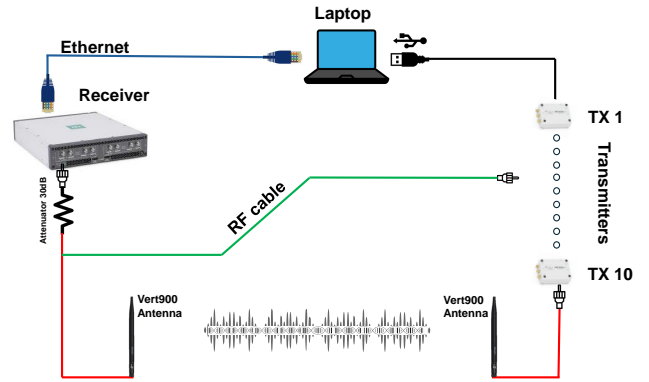 Laptop
Ethernet
Receiver
TX 1
Transmitters
Attenuator 30dB
RF cable
TX 10
Vert900
Antenna
Vert900
Antenna